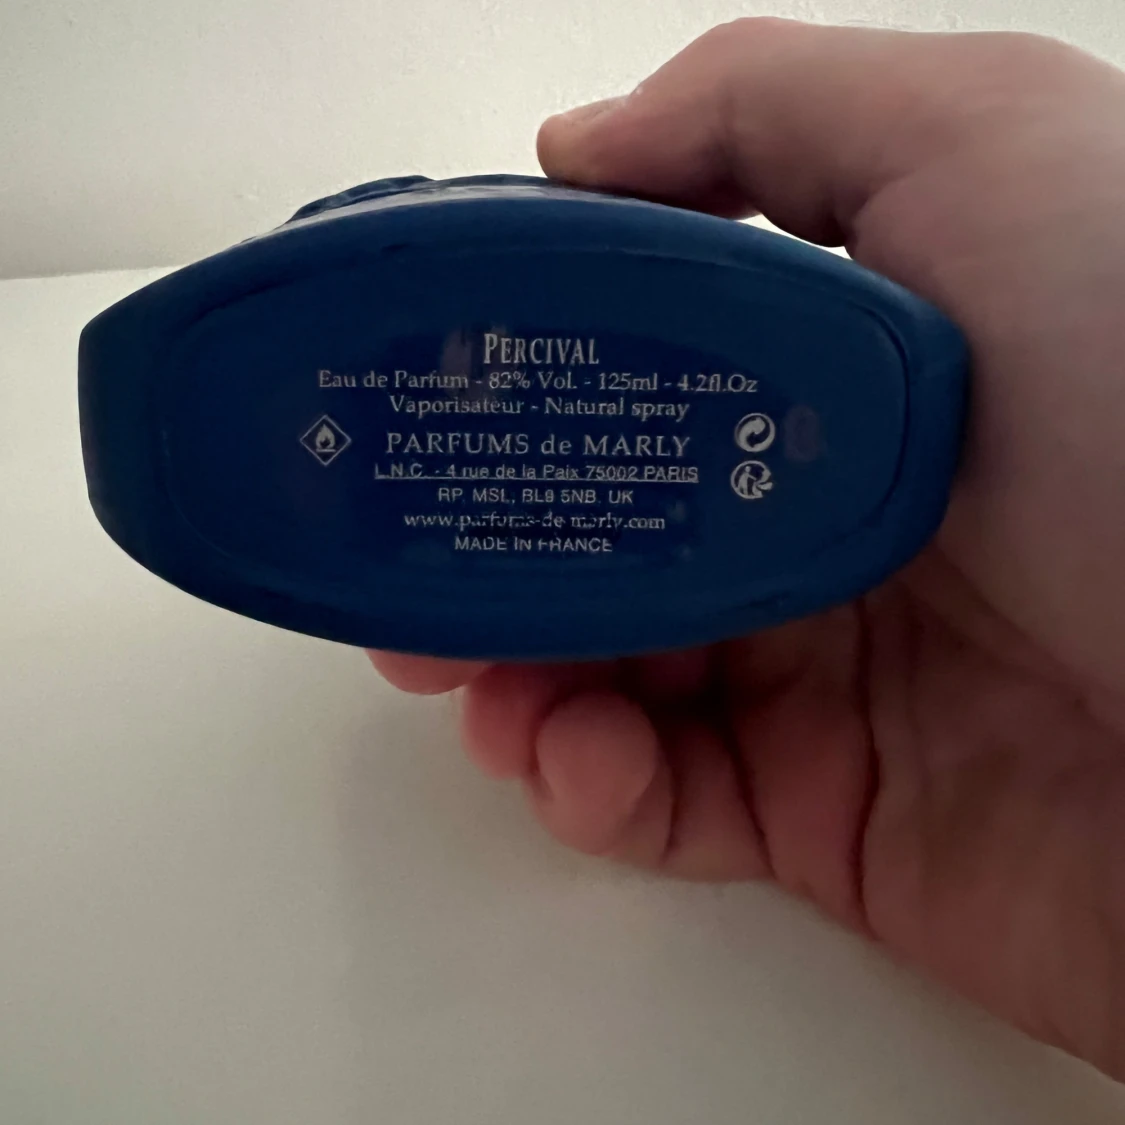 PERCIVAL
Eau de Parfum - 82% Vol. - 125ml - 4.2fl.Oz
Vaporisateur - Natural spray
PARFUMS de MARLY
L.N.C. - 4 rue de la Paix 75002 PARIS
RP, MSL, BL9 5NB, UK
www.parfums-de-marly.com
MADE IN FRANCE